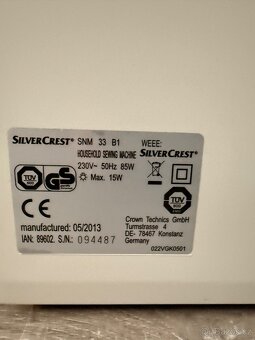 SILVERCREST® SNM 33 B1 WEEE:
HOUSEHOLD SEWING MACHINE SILVERCREST®
230V~ 50Hz 85W
Max. 15W
TÜV GS TÜV
CE
Crown Technics GmbH
manufactured: 05/2013 Turmstrasse 4
DE- 78467 Konstanz
IAN: 89602 S.N.: 094487 Germany
022VGK0501